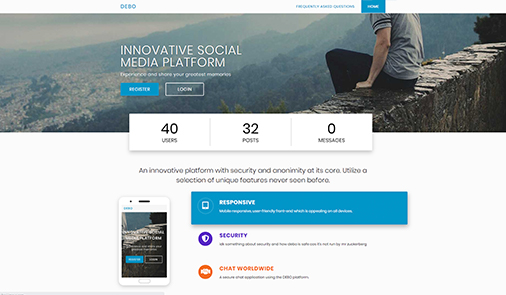 DEBO
FREQUENTLY ASKED QUESTIONS
HOME
INNOVATIVE SOCIAL
MEDIA PLATFORM
Experience and share your greatest memories
REGISTER
LOGIN
40
32
0
USERS
POSTS
MESSAGES
An innovative platform with security and anonimity at its core. Utilize a
selection of unique features never seen before.
DEBO
INNOVATIVE SOCIAL
MEDIA PLATFORM
REGISTER
LOGIN
RESPONSIVE
Mobile responsive, user-friendly front-end which is appealing on all devices.
SECURITY
ask something about security and how debo is safe cus it's not run by mr zuckerberg
CHAT WORLDWIDE
A secure chat application using the DEBO platform.